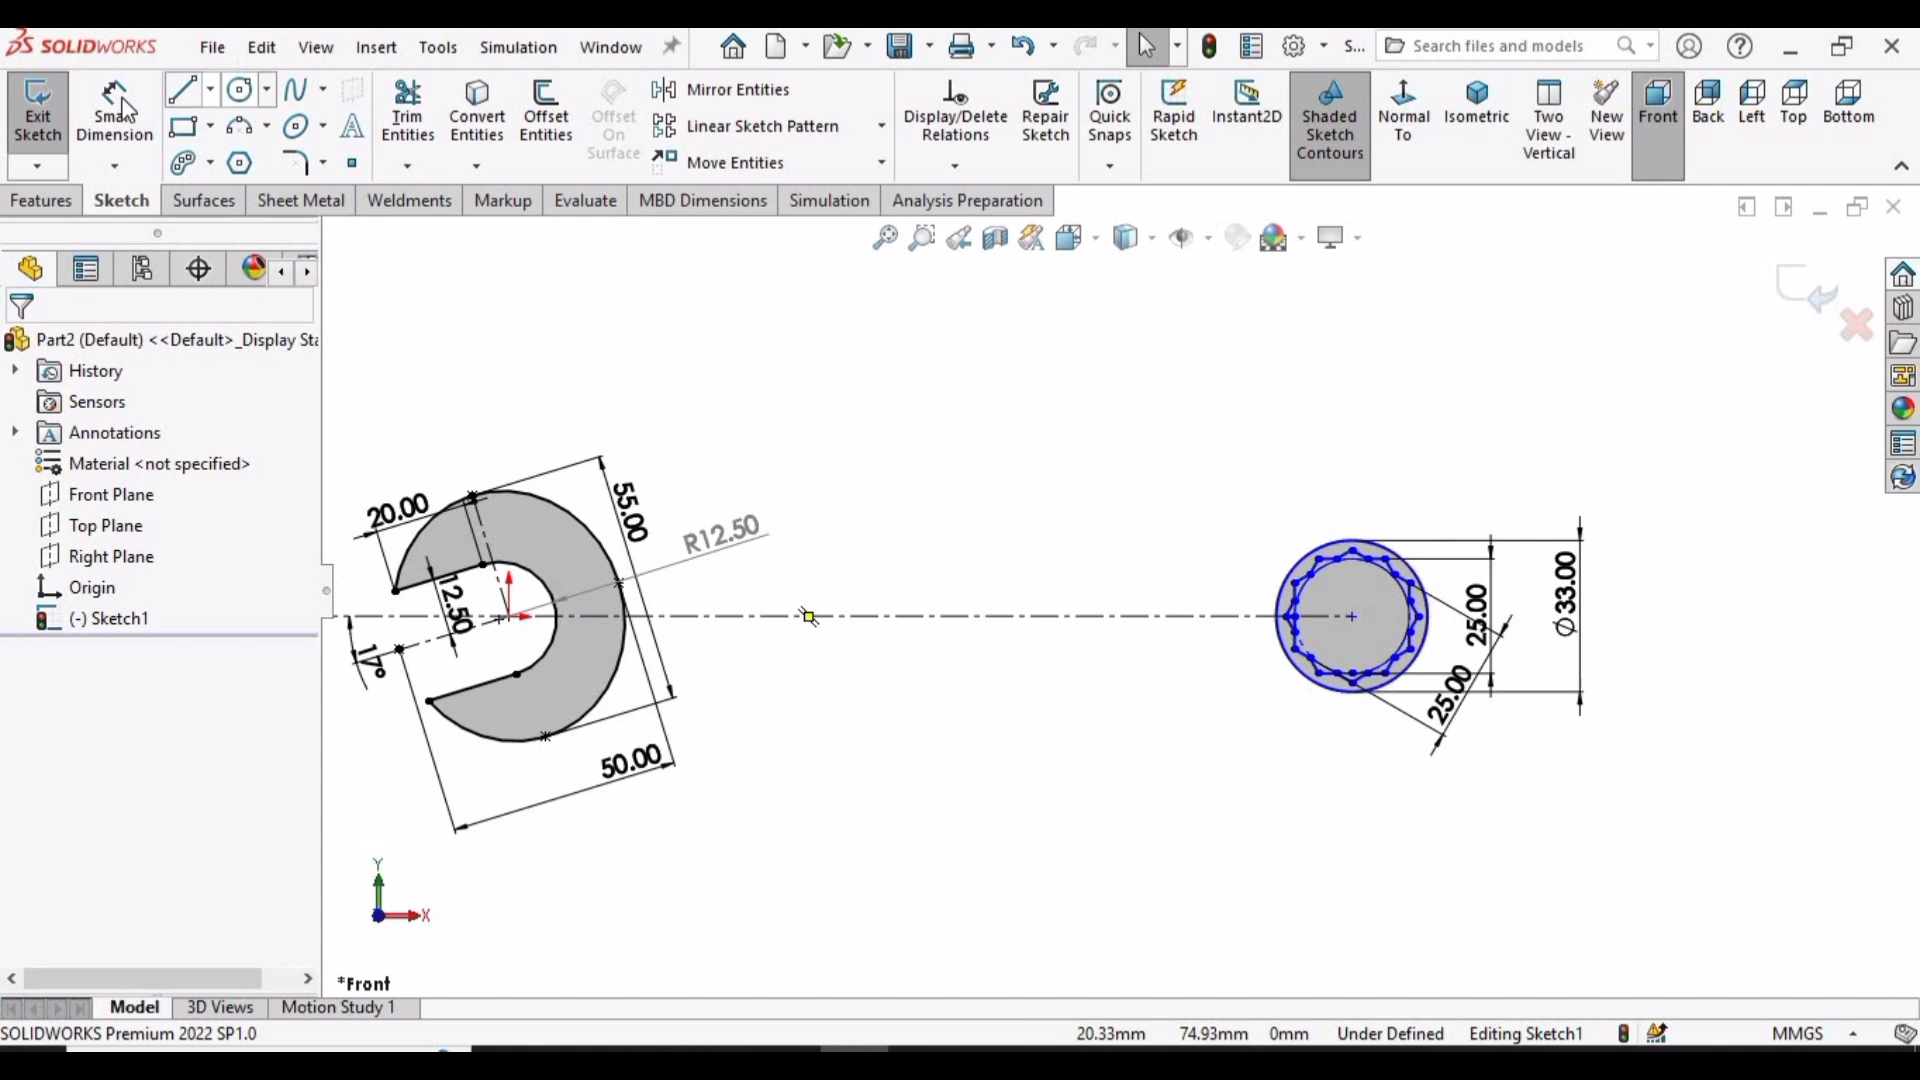 SOLIDWORKS File Edit View Insert Tools Simulation Window S... Search files and models
Exit Sketch
Smart Dimension
Trim Entities
Convert Entities
Offset Entities
Offset On Surface
Mirror Entities
Linear Sketch Pattern
Move Entities
Display/Delete Relations
Repair Sketch
Quick Snaps
Rapid Sketch
Instant2D
Shaded Sketch Contours
Normal To
Isometric
Two View - Vertical
New View
Front
Back
Left
Top
Bottom
Features Sketch Surfaces Sheet Metal Weldments Markup Evaluate MBD Dimensions Simulation Analysis Preparation
Part2 (Default) <<Default>_Display Sta
History
Sensors
Annotations
Material <not specified>
Front Plane
Top Plane
Right Plane
Origin
(-) Sketch1
20.00
55.00
R12.50
12.50
17°
50.00
25.00
25.00
Ø33.00
Y
X
*Front
Model 3D Views Motion Study 1
SOLIDWORKS Premium 2022 SP1.0 20.33mm 74.93mm 0mm Under Defined Editing Sketch1 MMGS